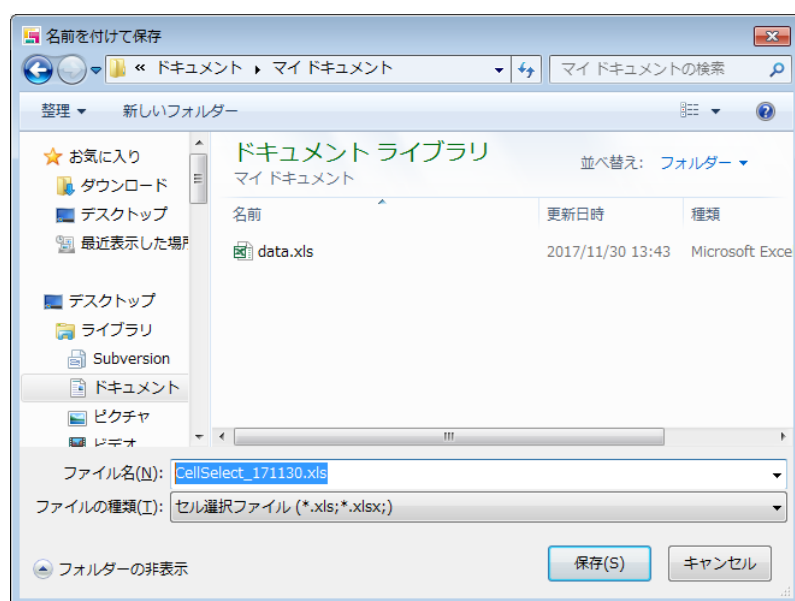 名前を付けて保存
« ドキュメント ▸ マイ ドキュメント
マイ ドキュメントの検索
整理 ▼ 新しいフォルダー
お気に入り
ダウンロード
デスクトップ
最近表示した場所
デスクトップ
ライブラリ
Subversion
ドキュメント
ピクチャ
ビデオ
ドキュメント ライブラリ
マイ ドキュメント
並べ替え: フォルダー ▼
名前 更新日時 種類
data.xls 2017/11/30 13:43 Microsoft Exce
ファイル名(N): CellSelect_171130.xls
ファイルの種類(T): セル選択ファイル (*.xls;*.xlsx;)
フォルダーの非表示
保存(S) キャンセル